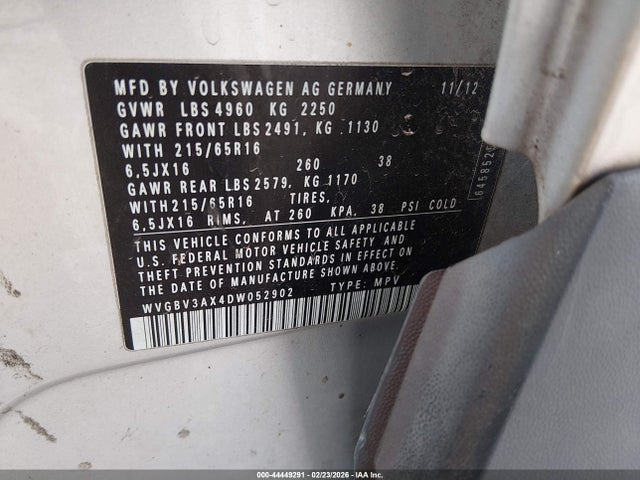 MFD BY VOLKSWAGEN AG GERMANY 11/12
GVWR LBS 4960 KG 2250
GAWR FRONT LBS 2491, KG 1130
WITH 215/65R16
6,5JX16 260 38
GAWR REAR LBS 2579, KG 1170
WITH 215/65R16 TIRES,
6,5JX16 RIMS, AT 260 KPA, 38 PSI COLD
THIS VEHICLE CONFORMS TO ALL APPLICABLE
U.S. FEDERAL MOTOR VEHICLE SAFETY AND
THEFT PREVENTION STANDARDS IN EFFECT ON
THE DATE OF MANUFACTURE SHOWN ABOVE.
WVGBV3AX4DW052902 TYPE: MPV
000-44449291 - 02/23/2026 - IAA Inc.